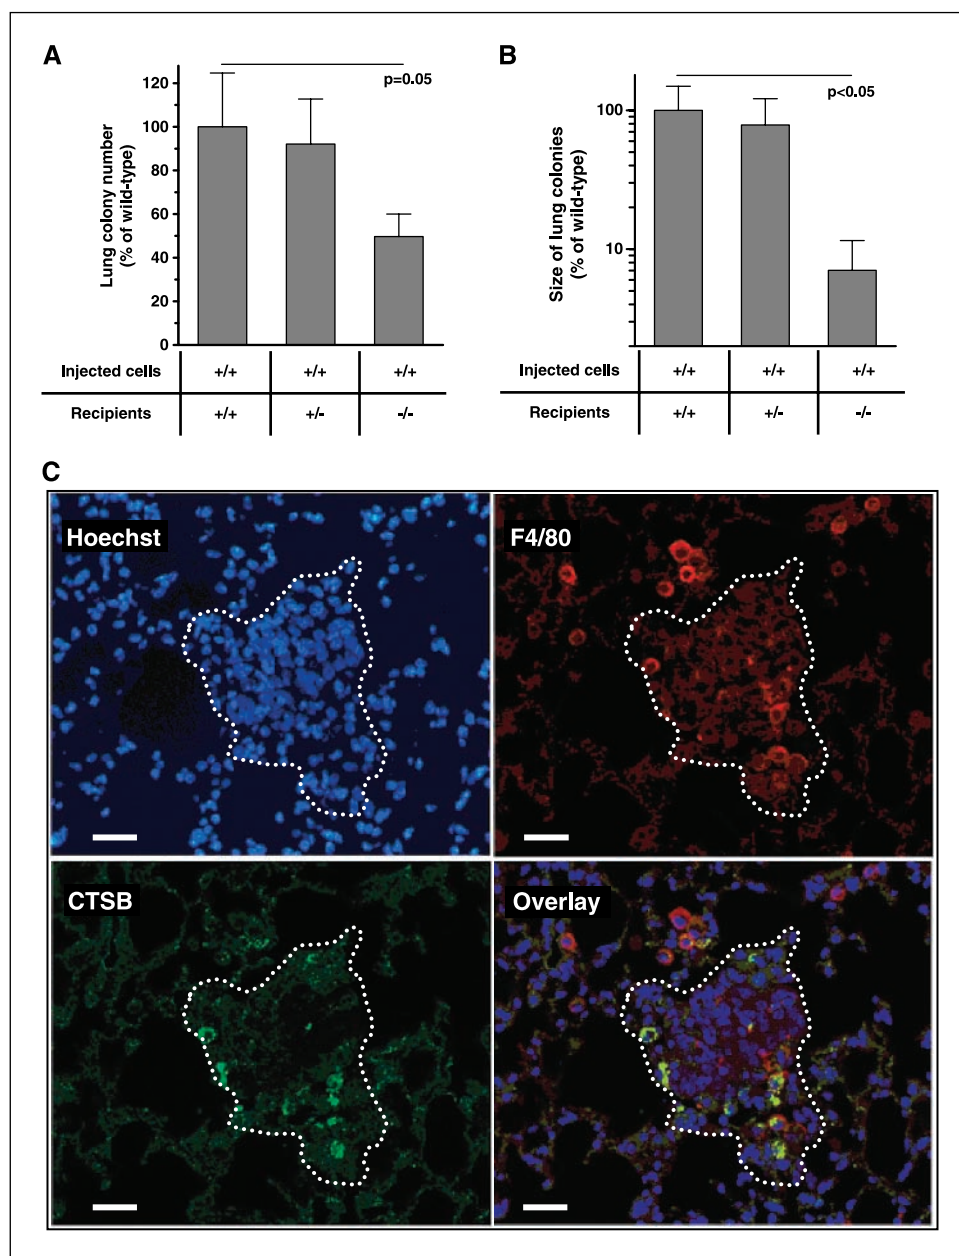 A
p=0.05
Lung colony number
(% of wild-type)
120
100
80
60
40
20
0
Injected cells +/+ +/+ +/+
Recipients +/+ +/- -/-
B
p<0.05
Size of lung colonies
(% of wild-type)
100
10
Injected cells +/+ +/+ +/+
Recipients +/+ +/- -/-
C
Hoechst
F4/80
CTSB
Overlay